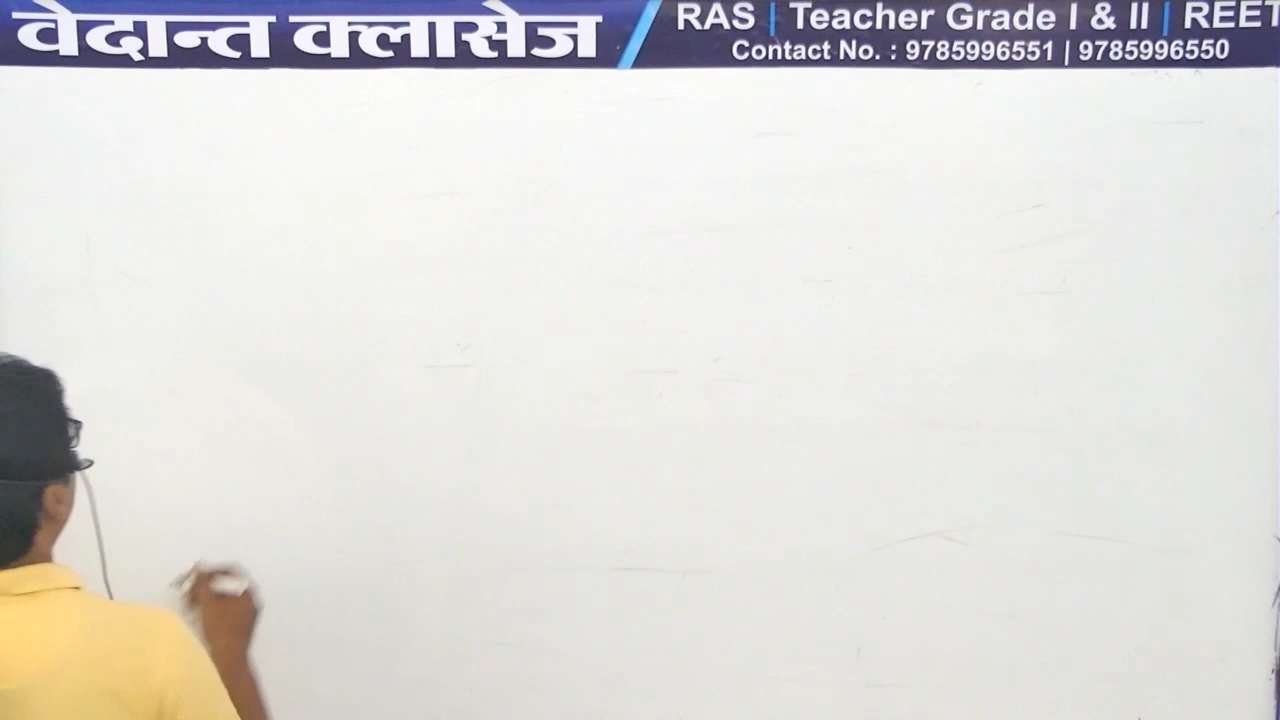 वेदान्त क्लासेज RAS | Teacher Grade I & II | REET
Contact No. : 9785996551 | 9785996550